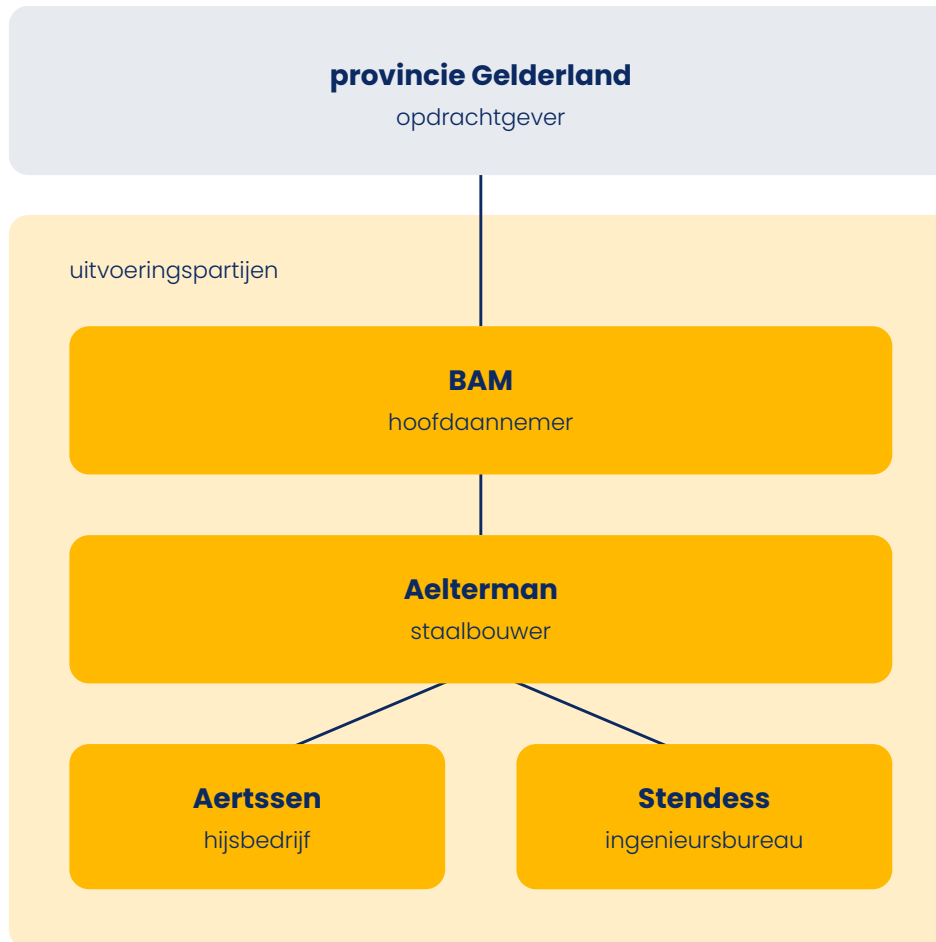 provincie Gelderland
opdrachtgever
uitvoeringspartijen
BAM
hoofdaannemer
Aelterman
staalbouwer
Aertssen
hijsbedrijf
Stendess
ingenieursbureau